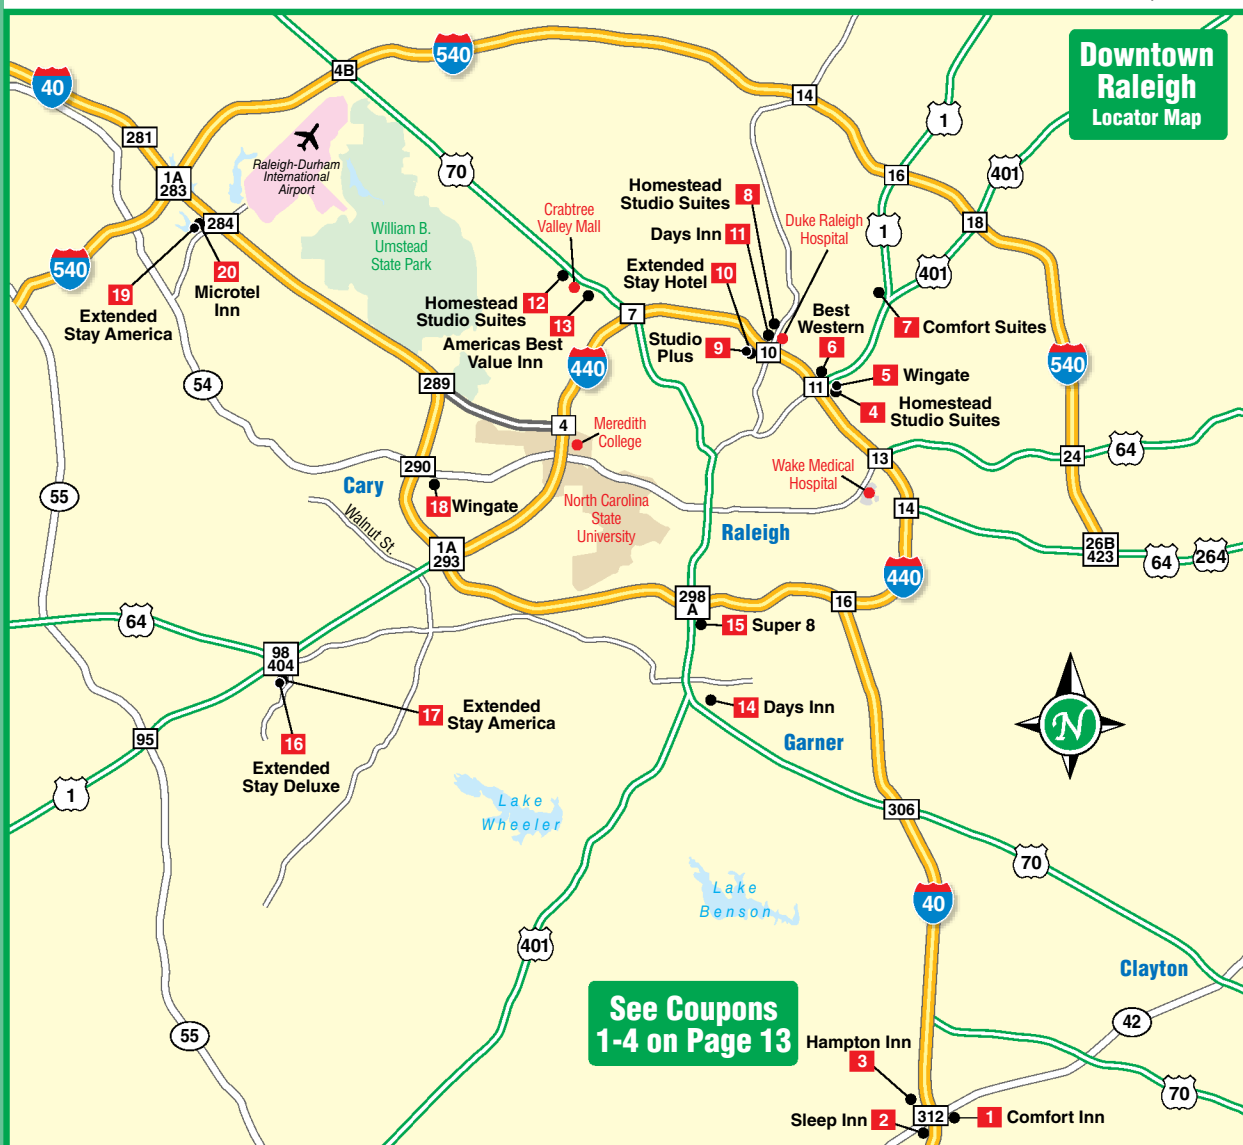 Downtown
Raleigh
Locator Map
540
40
4B
14
281
1
1A
283
70
Raleigh-Durham
International
Airport
16
401
Homestead
Studio Suites
8
284
William B.
Umstead
State Park
Crabtree
Valley Mall
Days Inn
11
Duke Raleigh
Hospital
1
18
540
20
Microtel
Inn
19
Extended
Stay America
Extended
Stay Hotel
10
401
Homestead
Studio Suites
12
13
Americas Best
Value Inn
7
Studio
Plus
9
10
Best
Western
6
7
Comfort Suites
440
540
54
289
11
5
Wingate
4
Homestead
Studio Suites
4
Meredith
College
290
Cary
18
Wingate
55
Walnut St.
North Carolina
State
University
Wake Medical
Hospital
13
24
64
14
Raleigh
1A
293
26B
423
64
264
440
298
A
16
64
15
Super 8
98
404
17
Extended
Stay America
14
Days Inn
N
95
16
Extended
Stay Deluxe
Garner
1
Lake
Wheeler
306
70
Lake
Benson
40
401
Clayton
See Coupons
1-4 on Page 13
55
42
Hampton Inn
3
70
Sleep Inn
2
312
1
Comfort Inn